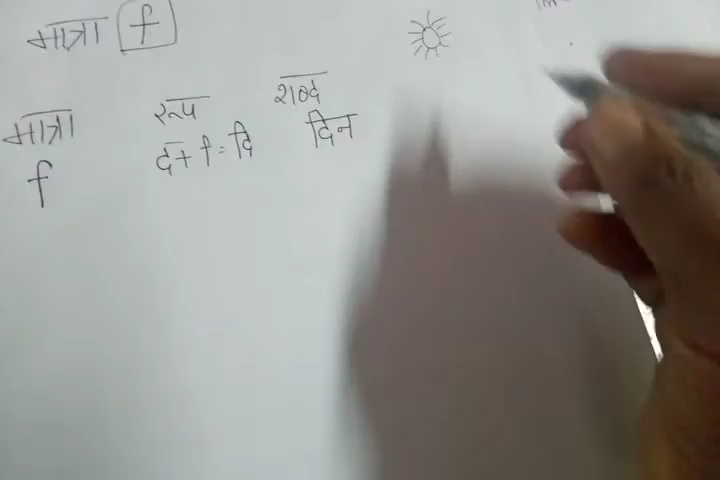 मात्रा ि
मात्रा रूप शब्द
ि द + ि = दि दिन